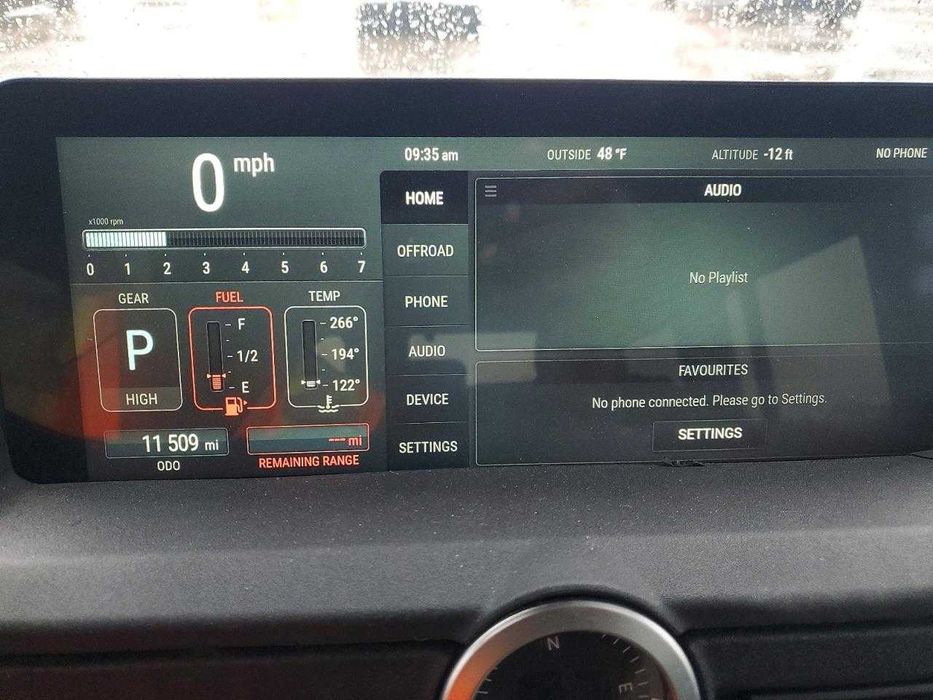 09:35 am
OUTSIDE 48 °F
ALTITUDE -12 ft
NO PHONE
0 mph
x1000 rpm
0 1 2 3 4 5 6 7
GEAR
P
HIGH
FUEL
F
1/2
E
TEMP
266°
194°
122°
11 509 mi
ODO
--- mi
REMAINING RANGE
HOME
OFFROAD
PHONE
AUDIO
DEVICE
SETTINGS
AUDIO
No Playlist
FAVOURITES
No phone connected. Please go to Settings.
SETTINGS
N
E